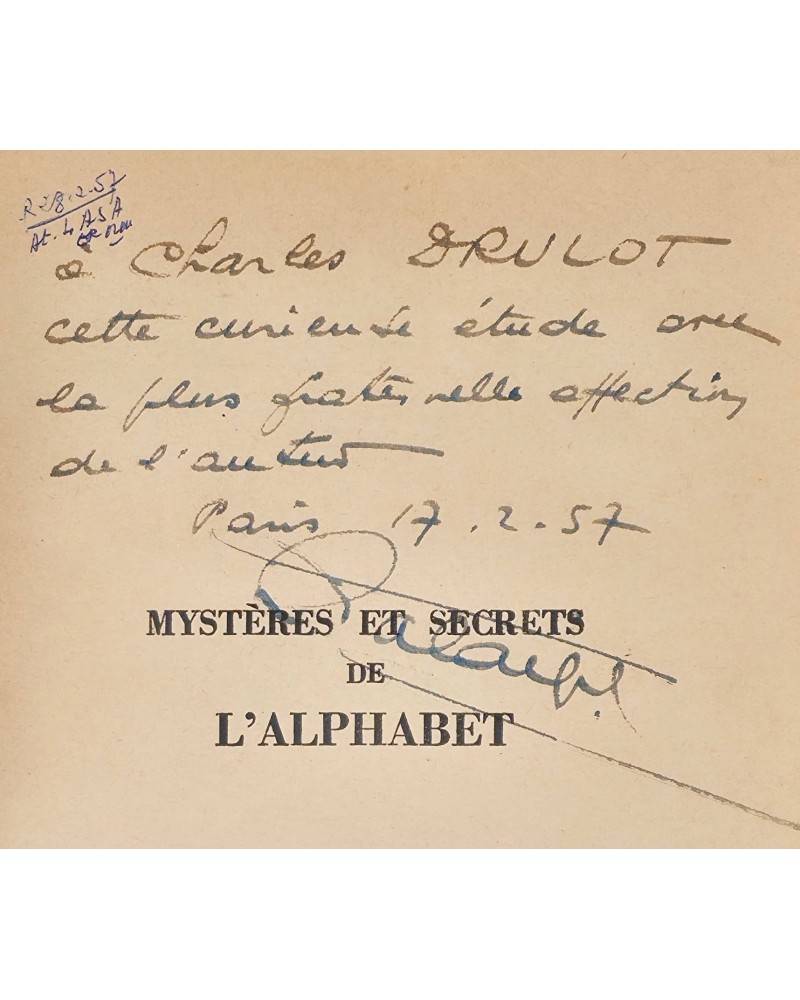 R 28.2.57
At. L
à Charles DRULOT
cette curieuse étude avec
la plus fraternelle affection
de l'auteur
Paris 17.2.57
MYSTÈRES ET SECRETS
DE
L'ALPHABET